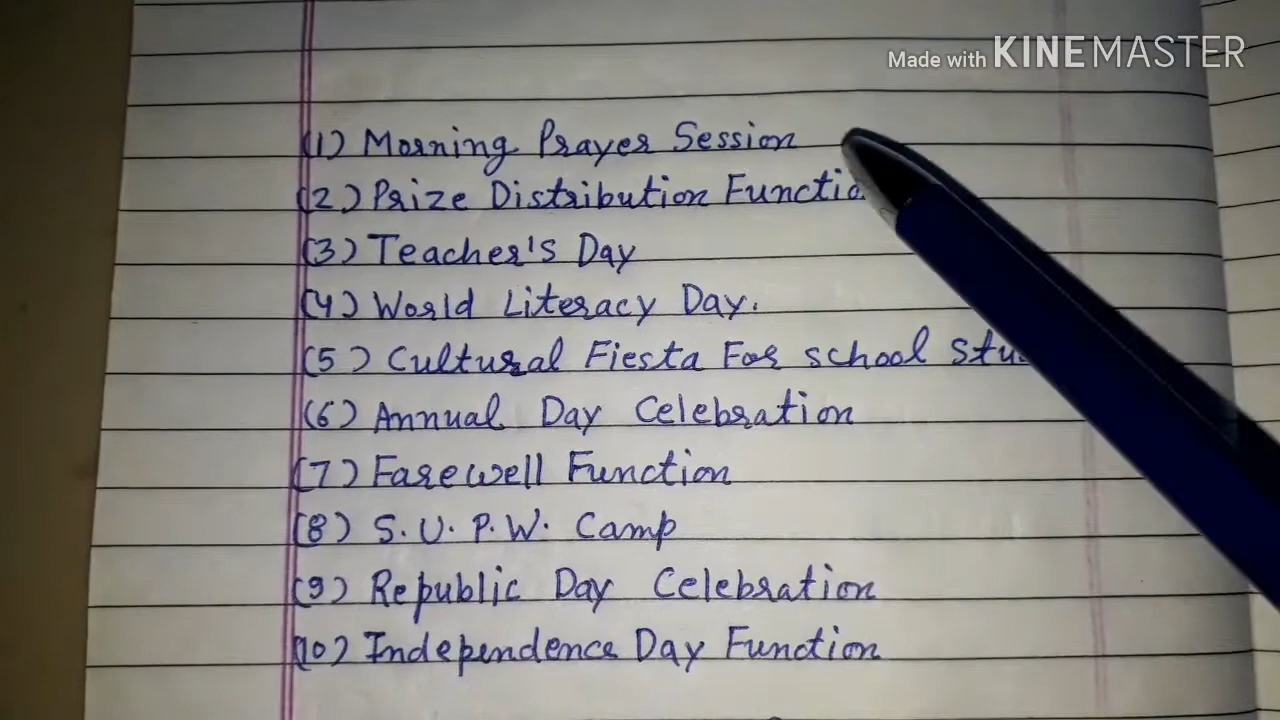 Made with KINEMASTER
(1) Morning Prayer Session
(2) Prize Distribution Functio
(3) Teacher's Day
(4) World Literacy Day.
(5) Cultural Fiesta For school
(6) Annual Day Celebration
(7) Farewell Function
(8) S.U.P.W. Camp
(9) Republic Day Celebration
(10) Independence Day Function